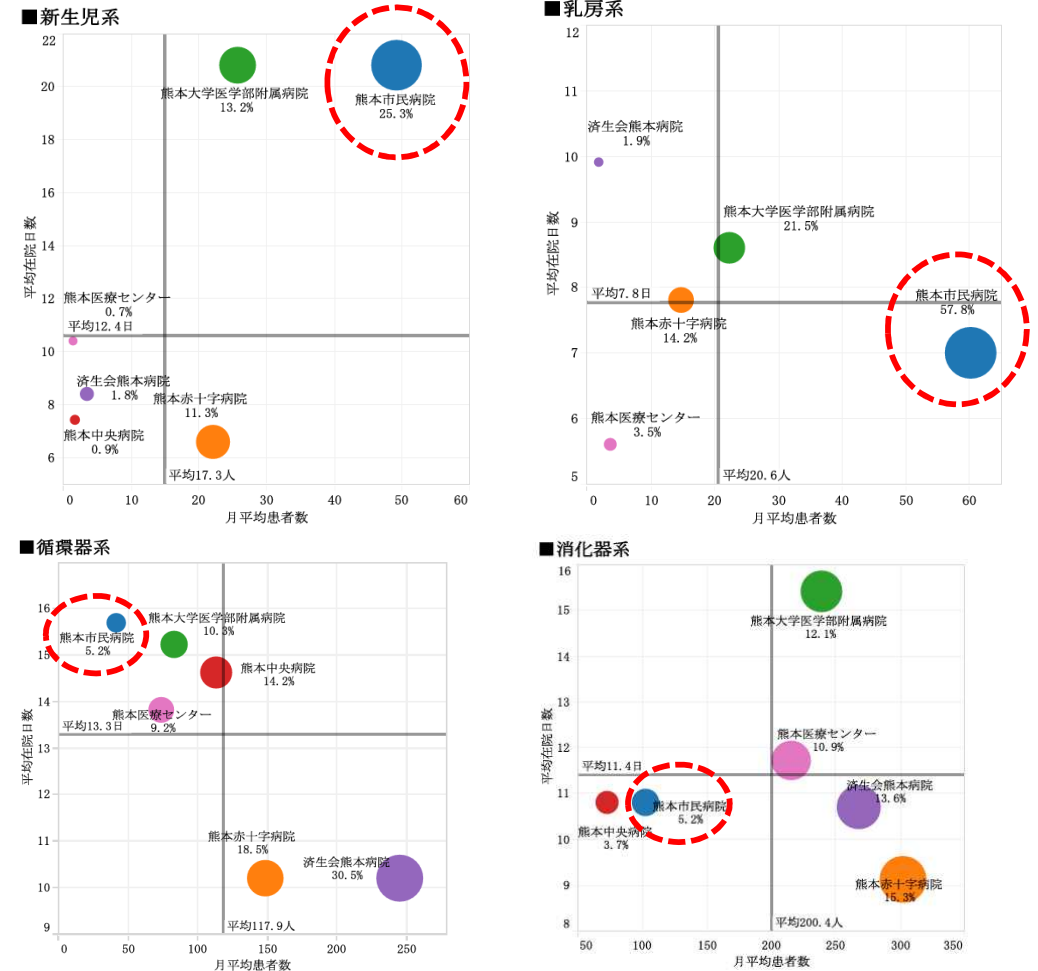 ■新生児系
22
20
18
16
14
12
10
8
6
平均在院日数
熊本大学医学部附属病院
13.2%
熊本市民病院
25.3%
熊本医療センター
0.7%
平均12.4日
済生会熊本病院
1.8%
熊本赤十字病院
11.3%
熊本中央病院
0.9%
平均17.3人
0 10 20 30 40 50 60
月平均患者数
■乳房系
12
11
10
9
8
7
6
5
平均在院日数
済生会熊本病院
1.9%
熊本大学医学部附属病院
21.5%
平均7.8日
熊本市民病院
57.8%
熊本赤十字病院
14.2%
熊本医療センター
3.5%
平均20.6人
0 10 20 30 40 50 60
月平均患者数
■循環器系
16
15
14
13
12
11
10
9
平均在院日数
熊本大学医学部附属病院
10.3%
熊本市民病院
5.2%
熊本中央病院
14.2%
熊本医療センター
9.2%
平均13.3日
熊本赤十字病院
18.5%
済生会熊本病院
30.5%
平均117.9人
0 50 100 150 200 250
月平均患者数
■消化器系
16
15
14
13
12
11
10
9
8
平均在院日数
熊本大学医学部附属病院
12.1%
熊本医療センター
10.9%
平均11.4日
済生会熊本病院
13.6%
熊本市民病院
5.2%
熊本中央病院
3.7%
熊本赤十字病院
15.3%
平均200.4人
50 100 150 200 250 300 350
月平均患者数